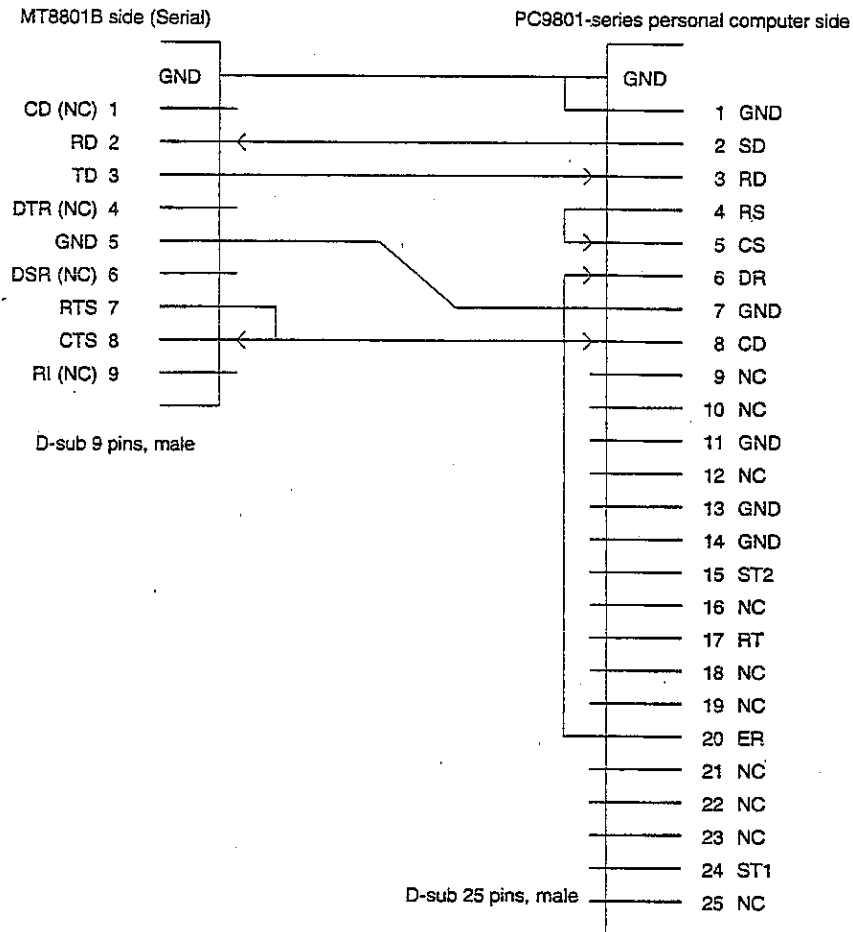 MT8801B side (Serial)
PC9801-series personal computer side
GND
GND
CD (NC) 1
RD 2
TD 3
DTR (NC) 4
GND 5
DSR (NC) 6
RTS 7
CTS 8
RI (NC) 9
D-sub 9 pins, male
1 GND
2 SD
3 RD
4 RS
5 CS
6 DR
7 GND
8 CD
9 NC
10 NC
11 GND
12 NC
13 GND
14 GND
15 ST2
16 NC
17 RT
18 NC
19 NC
20 ER
21 NC
22 NC
23 NC
24 ST1
25 NC
D-sub 25 pins, male